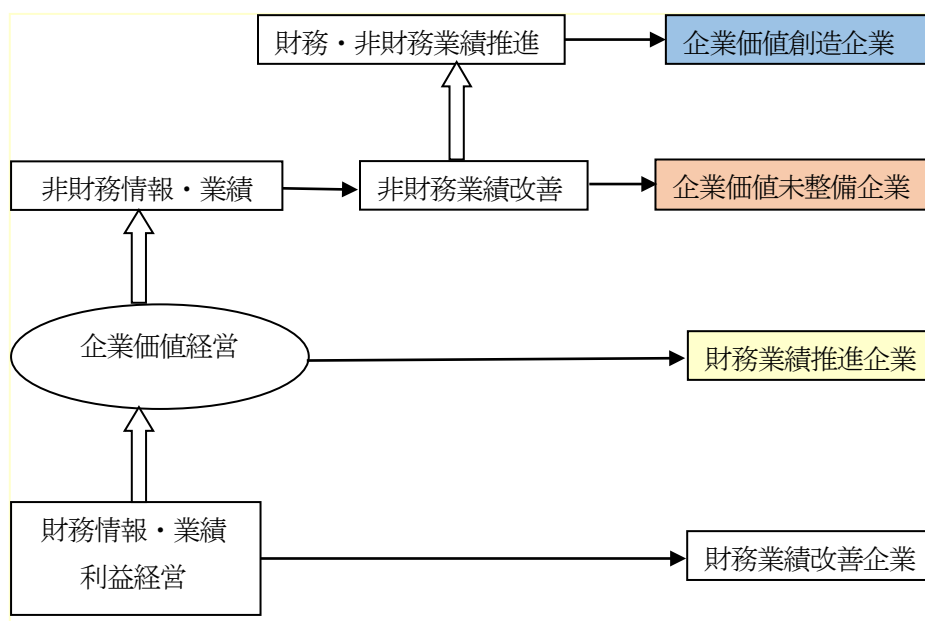 財務・非財務業績推進
企業価値創造企業
非財務情報・業績
非財務業績改善
企業価値未整備企業
企業価値経営
財務業績推進企業
財務情報・業績
利益経営
財務業績改善企業